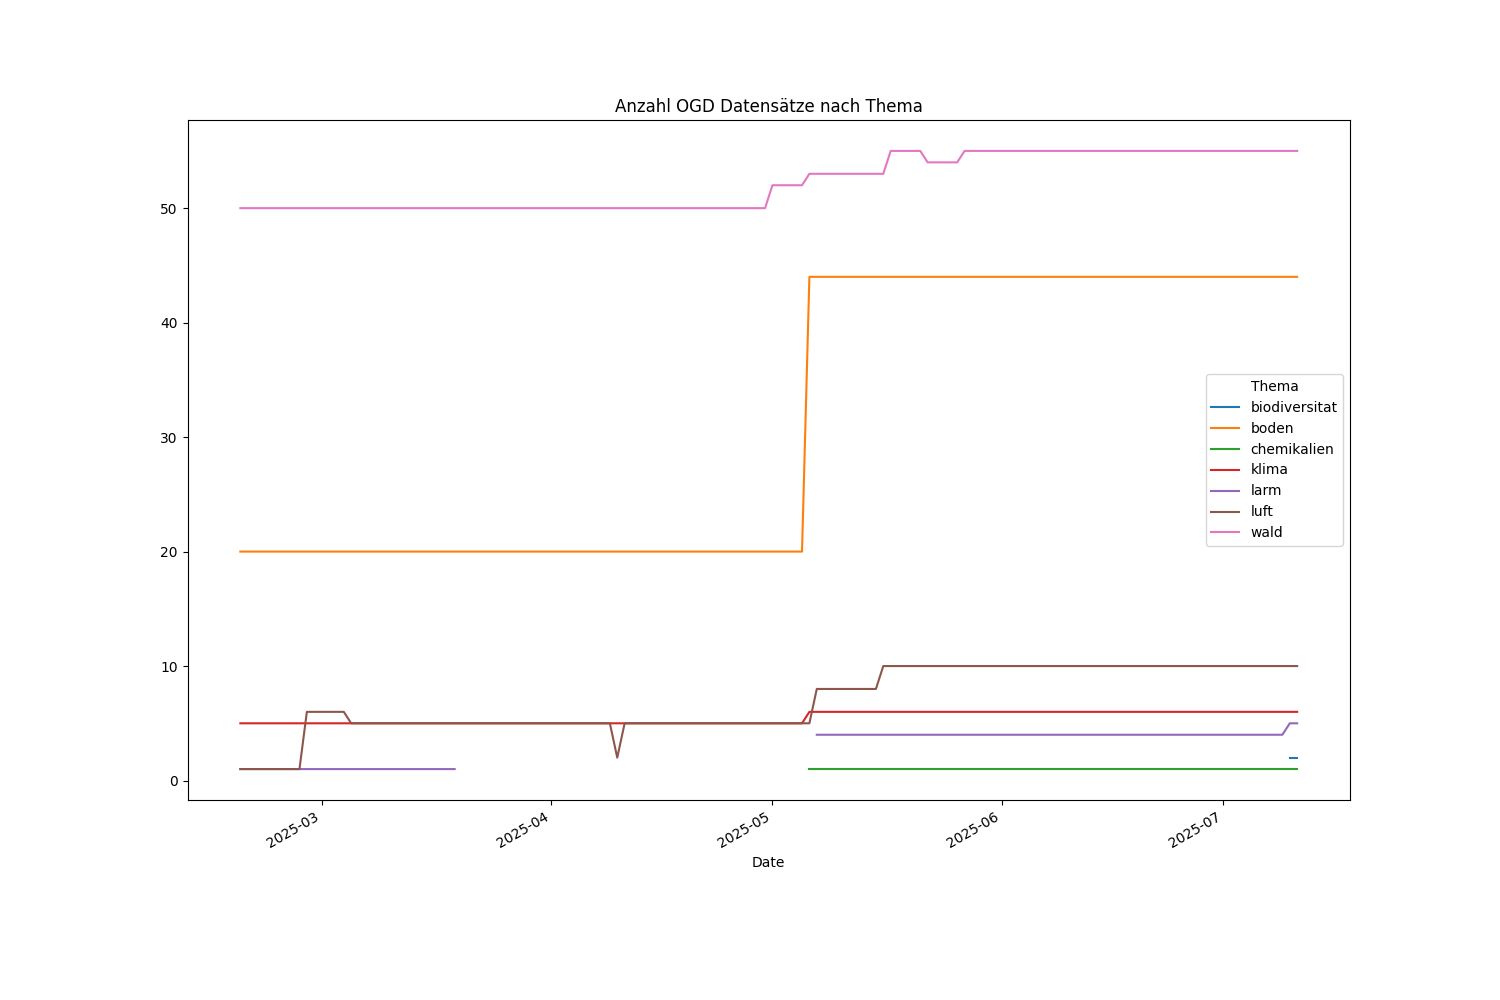 Anzahl OGD Datensätze nach Thema
50
40
30
20
10
0
Thema
biodiversitat
boden
chemikalien
klima
larm
luft
wald
2025-03
2025-04
2025-05
2025-06
2025-07
Date